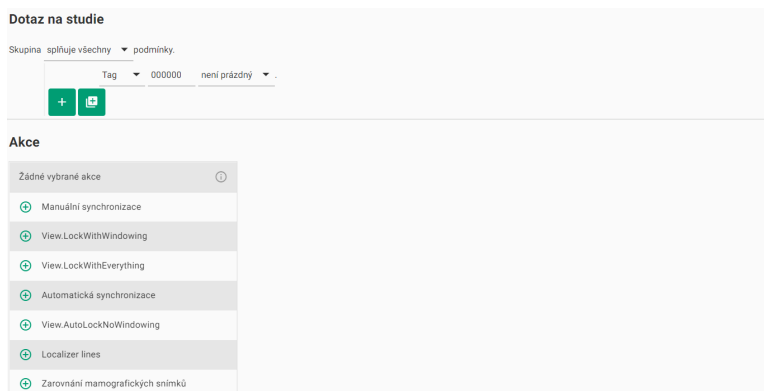 Dotaz na studie
Skupina splňuje všechny podmínky.
Tag 000000 není prázdný .
+
Akce
Žádné vybrané akce
Manuální synchronizace
View.LockWithWindowing
View.LockWithEverything
Automatická synchronizace
View.AutoLockNoWindowing
Localizer lines
Zarovnání mamografických snímků